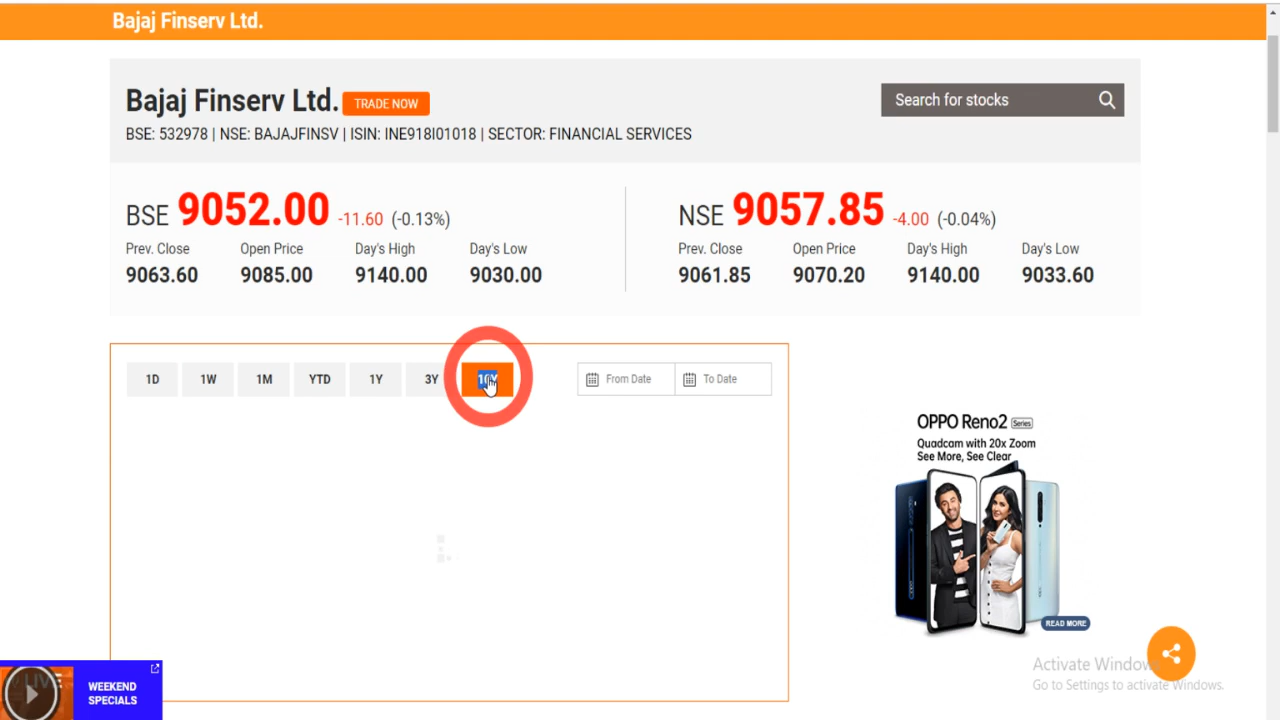 Bajaj Finserv Ltd.
Bajaj Finserv Ltd. TRADE NOW
Search for stocks
BSE: 532978 | NSE: BAJAJFINSV | ISIN: INE918I01018 | SECTOR: FINANCIAL SERVICES
BSE 9052.00 -11.60 (-0.13%)
Prev. Close Open Price Day's High Day's Low
9063.60 9085.00 9140.00 9030.00
NSE 9057.85 -4.00 (-0.04%)
Prev. Close Open Price Day's High Day's Low
9061.85 9070.20 9140.00 9033.60
1D 1W 1M YTD 1Y 3Y 10Y From Date To Date
OPPO Reno2 Series
Quadcam with 20x Zoom
See More, See Clear
READ MORE
LIVE
WEEKEND
SPECIALS
Activate Windows
Go to Settings to activate Windows.